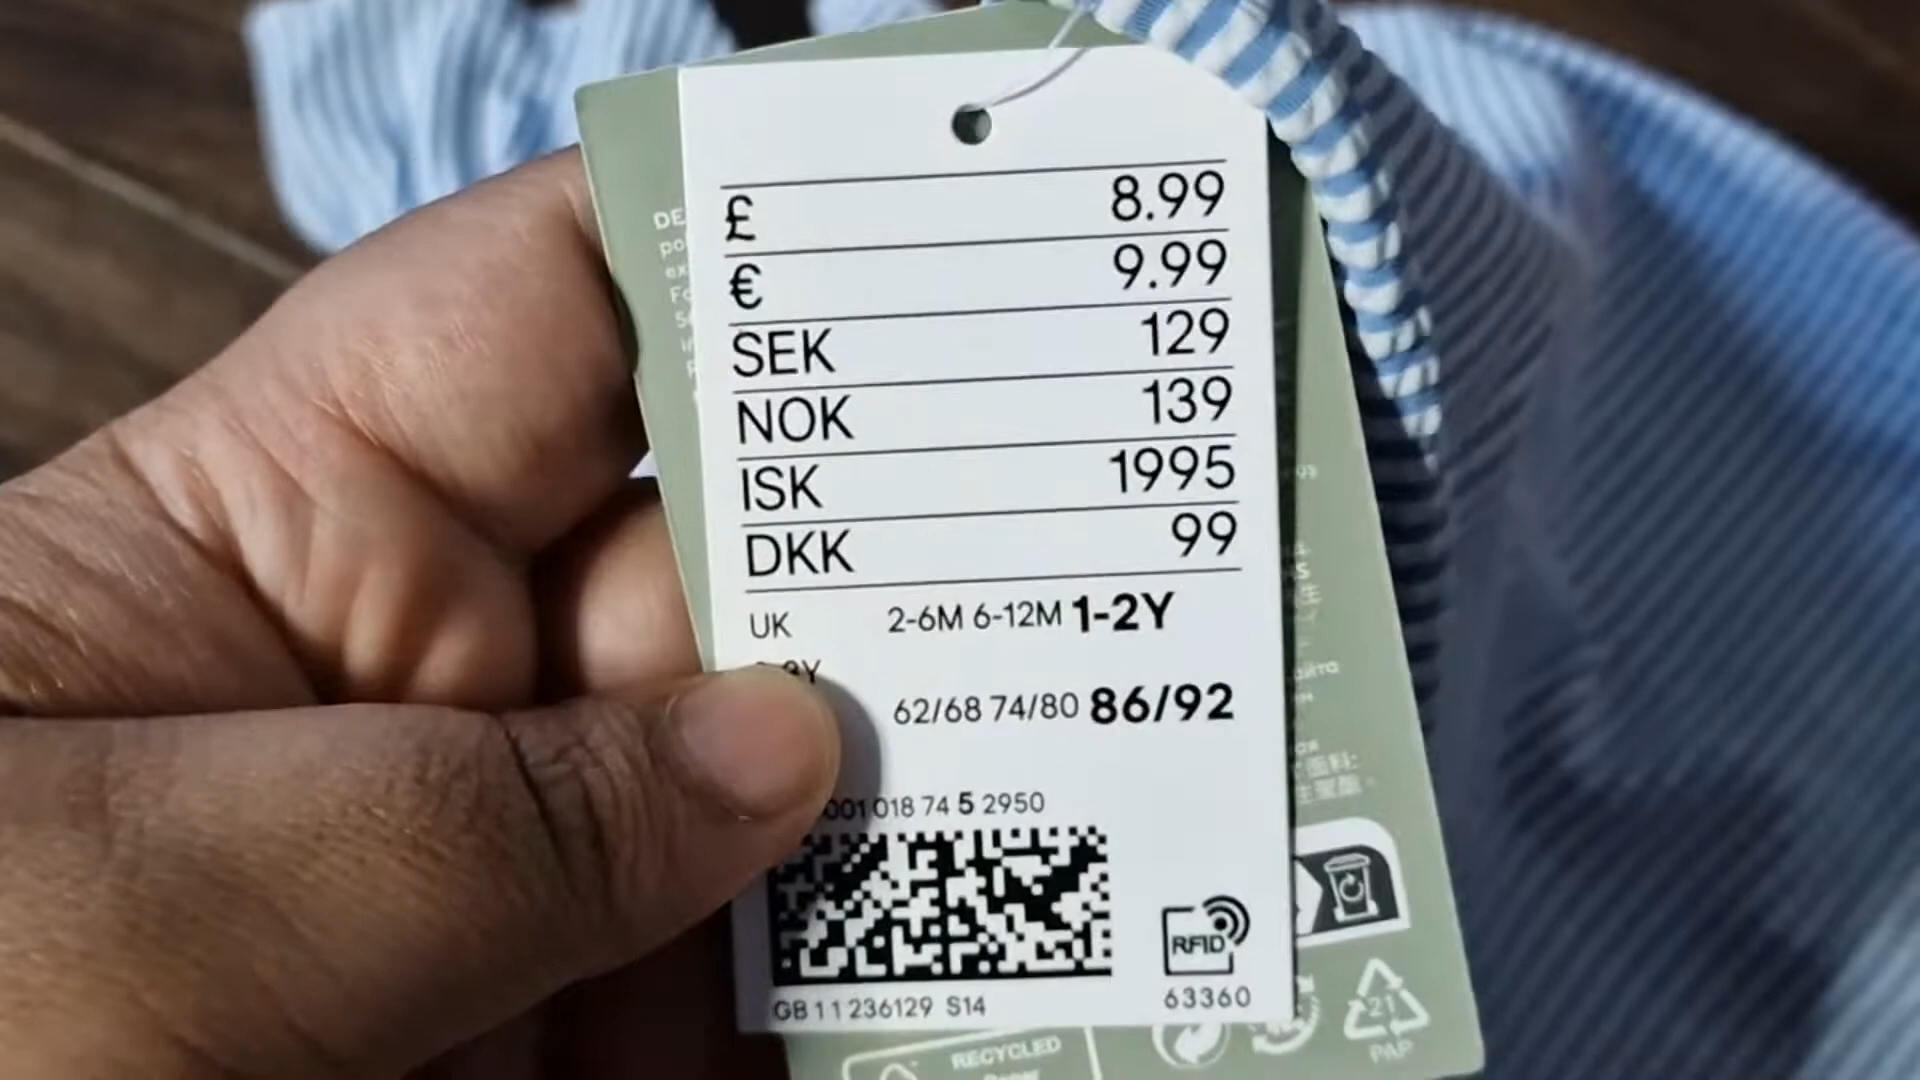 £ 8.99
€ 9.99
SEK 129
NOK 139
ISK 1995
DKK 99
UK 2-6M 6-12M 1-2Y
62/68 74/80 86/92
001 018 74 5 2950
RFID
GB 11 236129 S14
63360
DE
RECYCLED
21
PAP